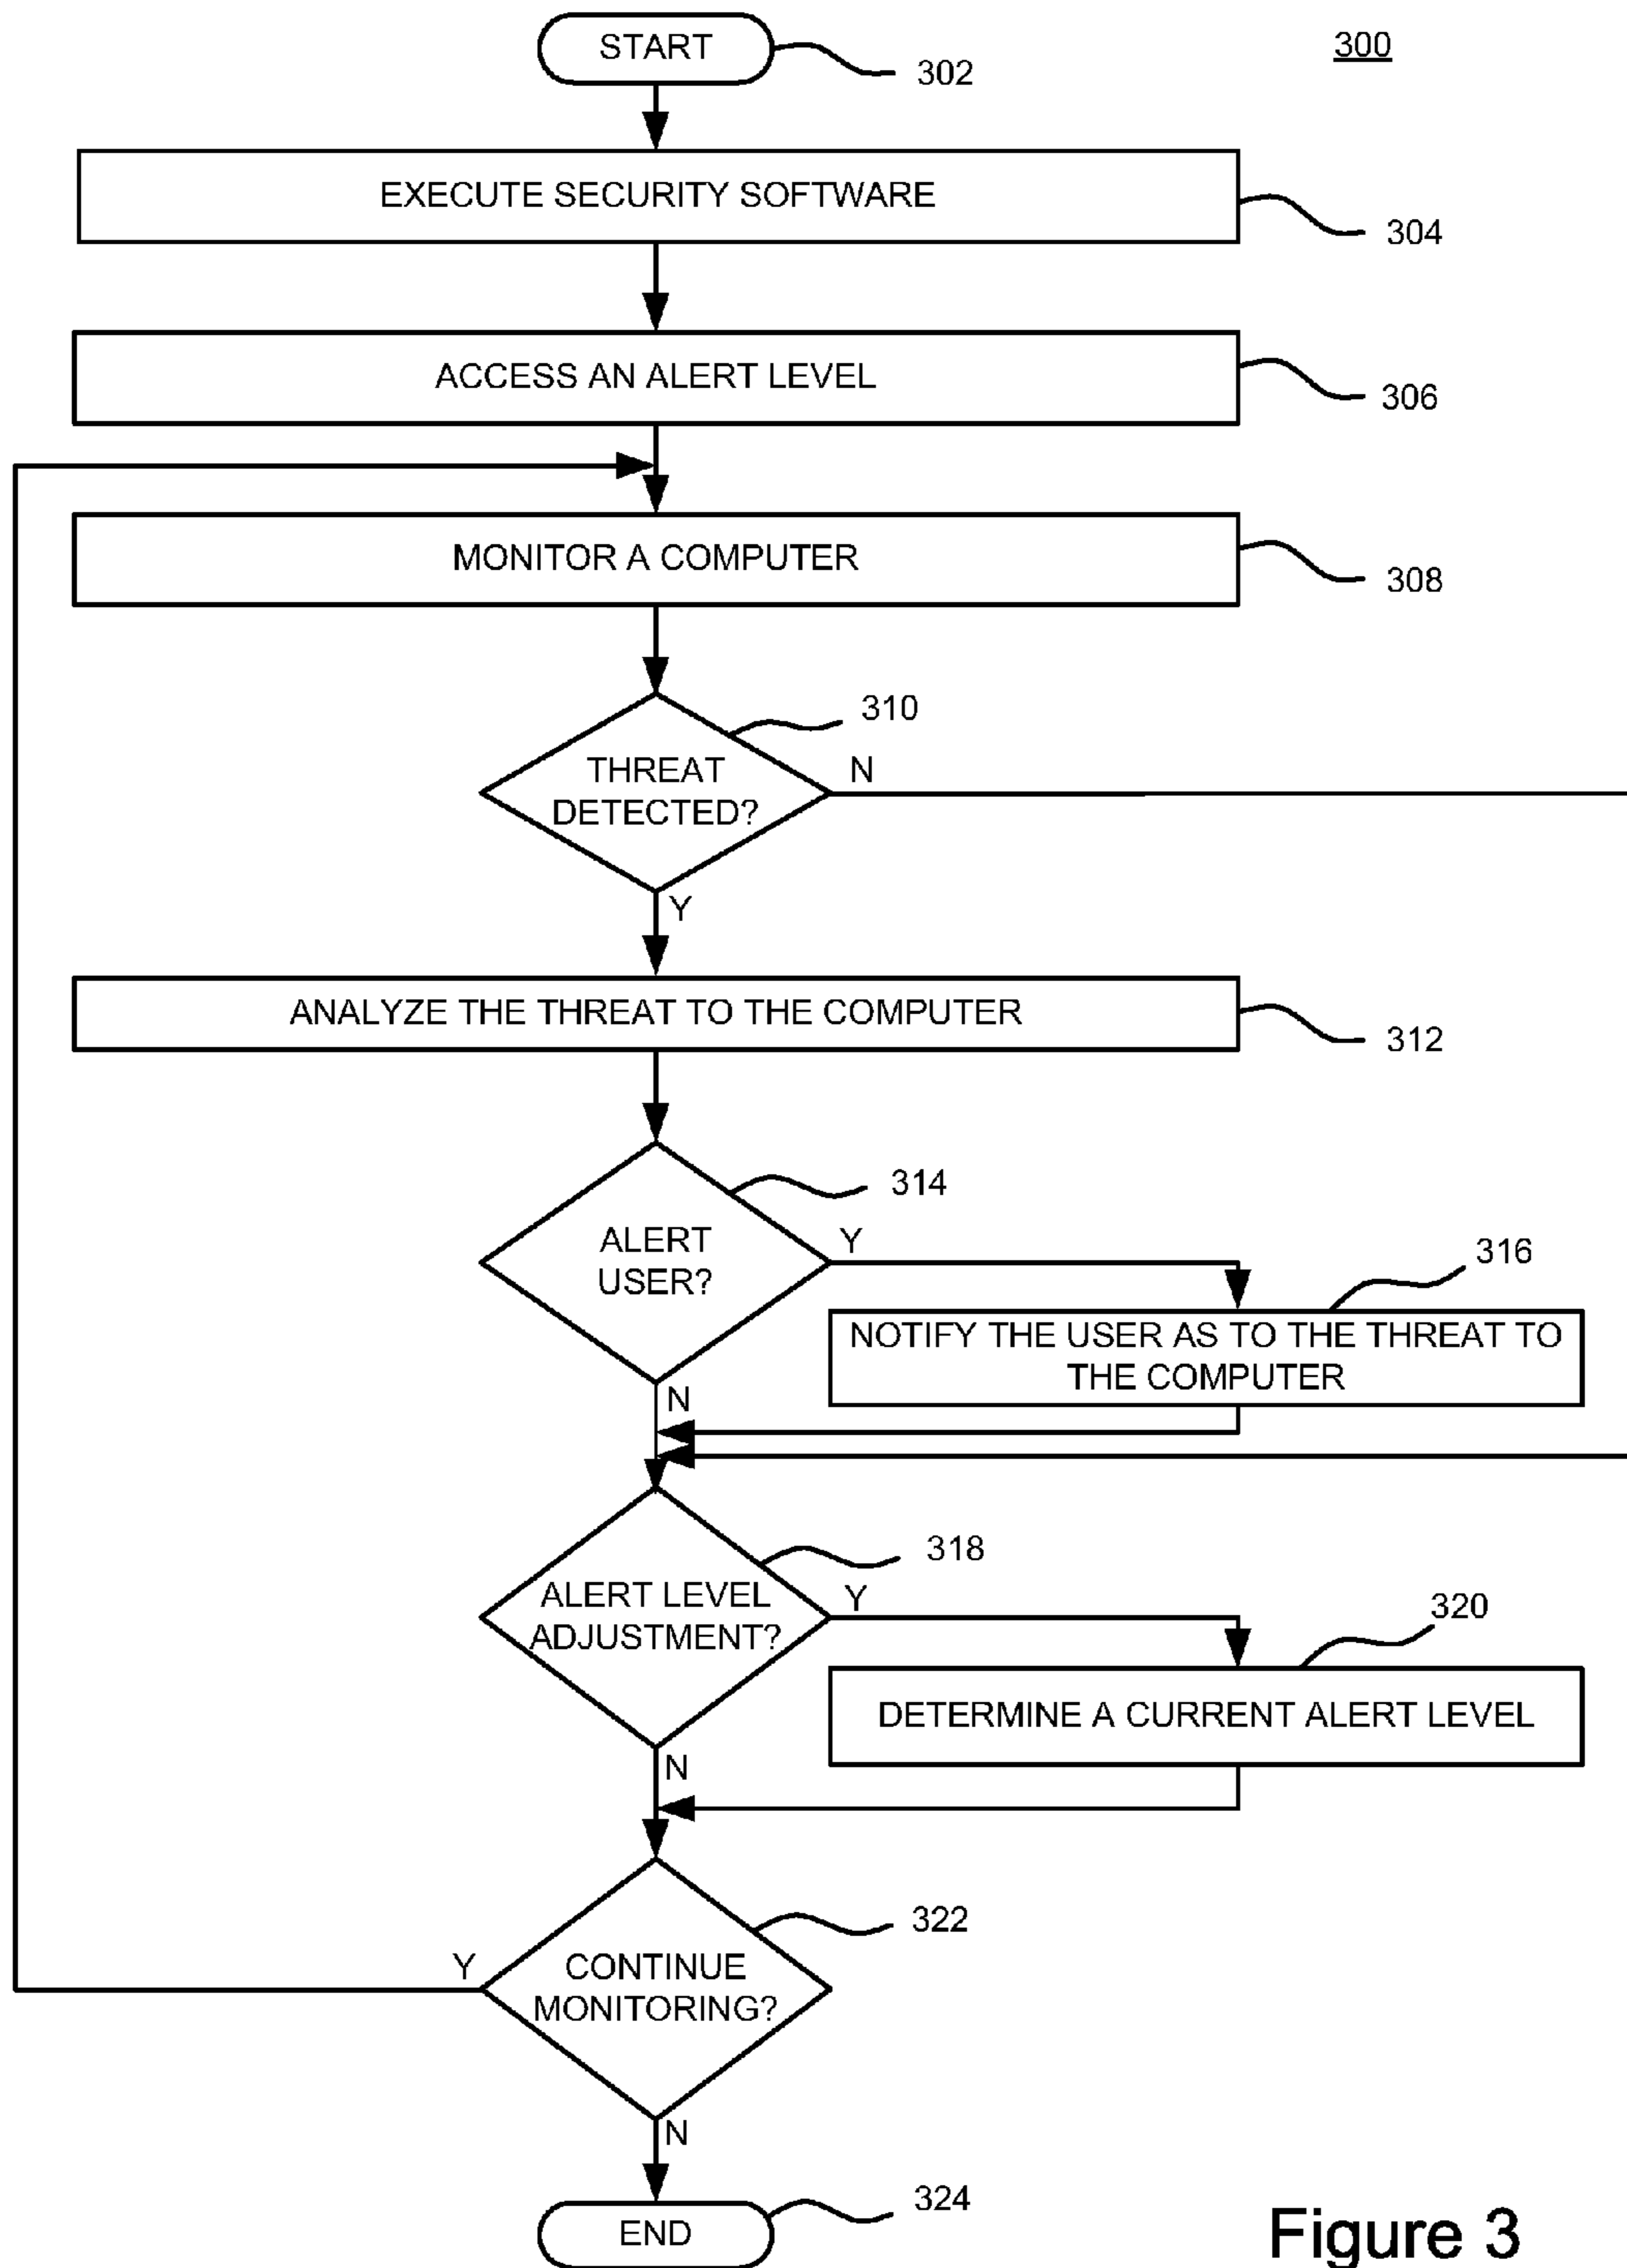 START
302
300
EXECUTE SECURITY SOFTWARE
304
ACCESS AN ALERT LEVEL
306
MONITOR A COMPUTER
308
310
THREAT
DETECTED?
N
Y
ANALYZE THE THREAT TO THE COMPUTER
312
314
ALERT
USER?
Y
316
NOTIFY THE USER AS TO THE THREAT TO
THE COMPUTER
N
318
ALERT LEVEL
ADJUSTMENT?
Y
320
DETERMINE A CURRENT ALERT LEVEL
N
322
CONTINUE
MONITORING?
Y
N
324
END
Figure 3